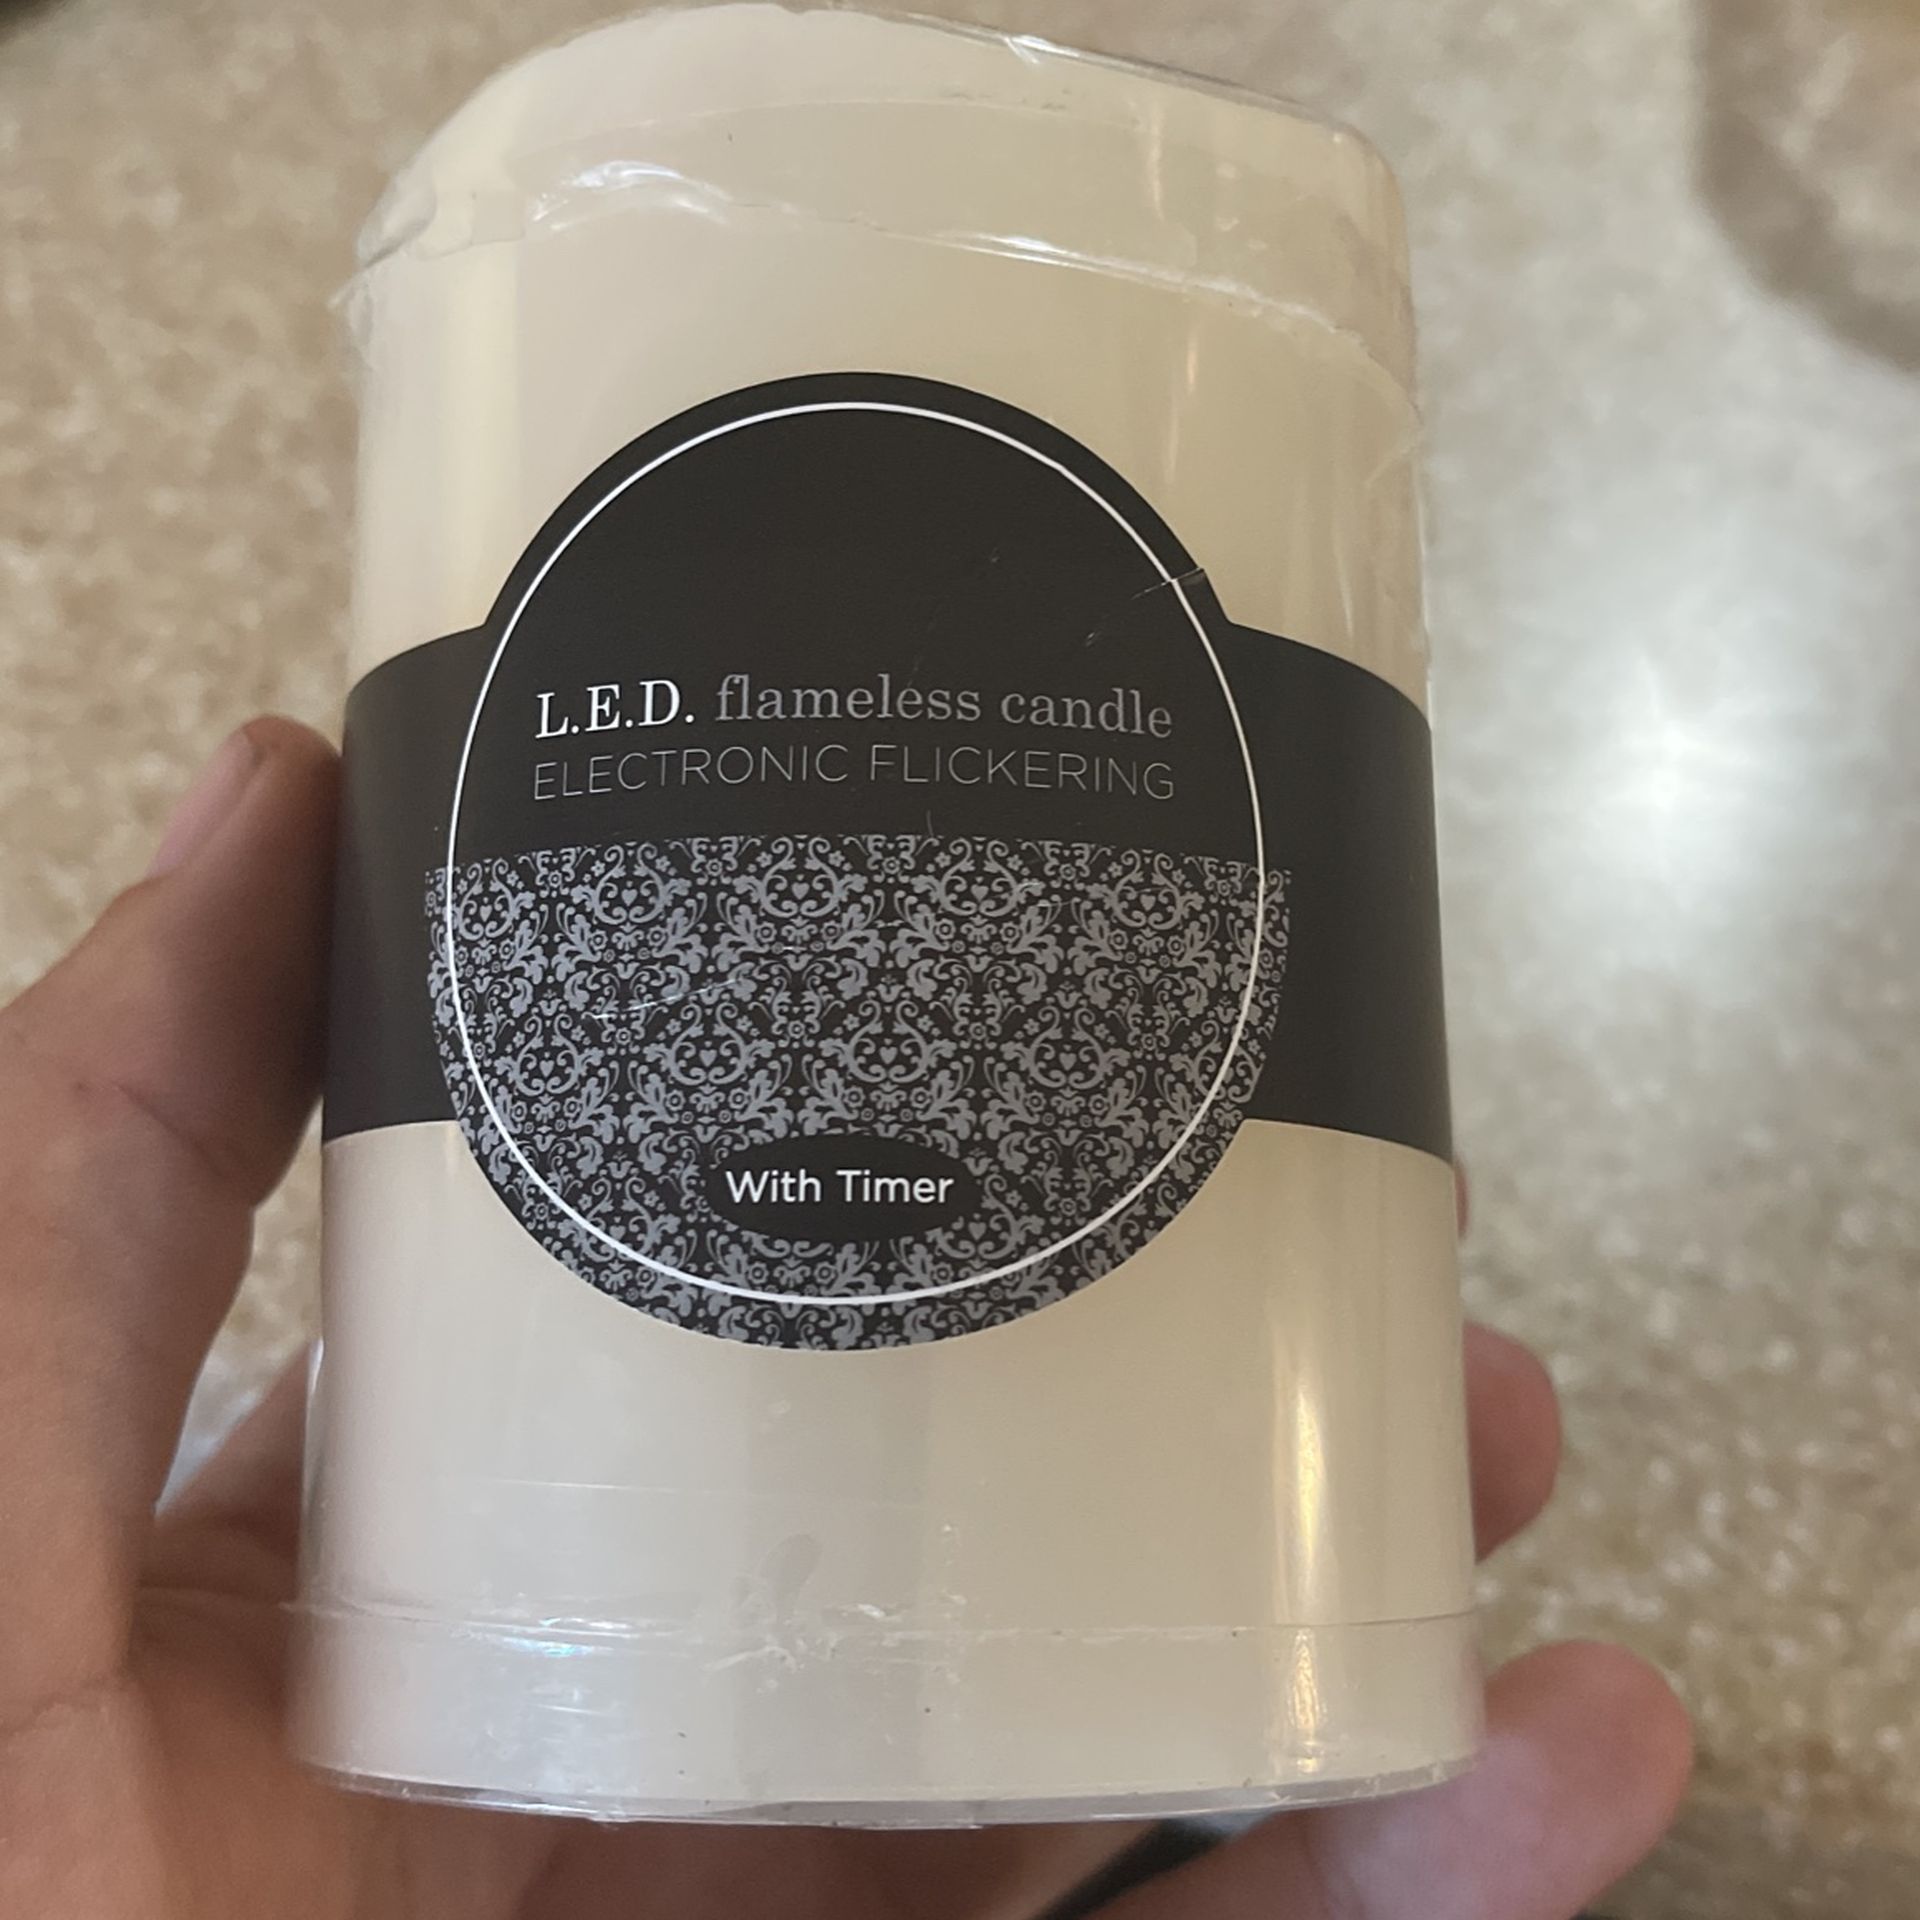 L.E.D. flameless candle
ELECTRONIC FLICKERING
With Timer